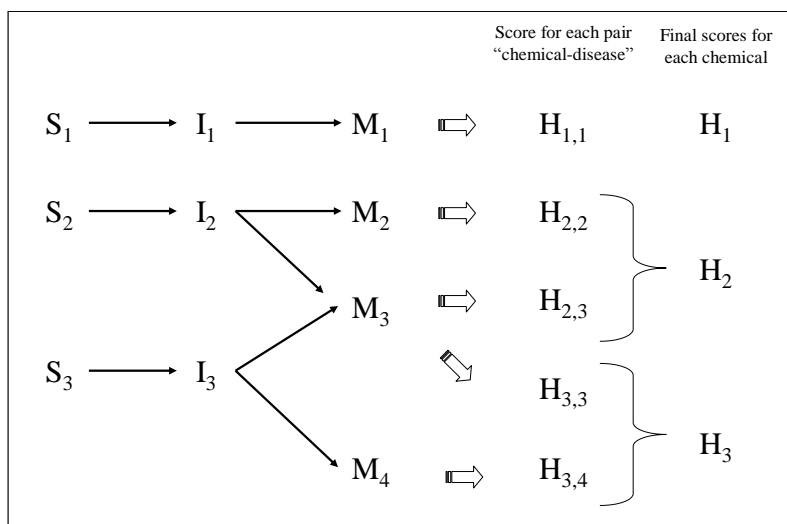 Score for each pair
“chemical-disease”
Final scores for
each chemical
S1 I1 M1 H1,1 H1
S2 I2 M2 H2,2
H2
M3 H2,3
S3 I3 H3,3
H3
M4 H3,4